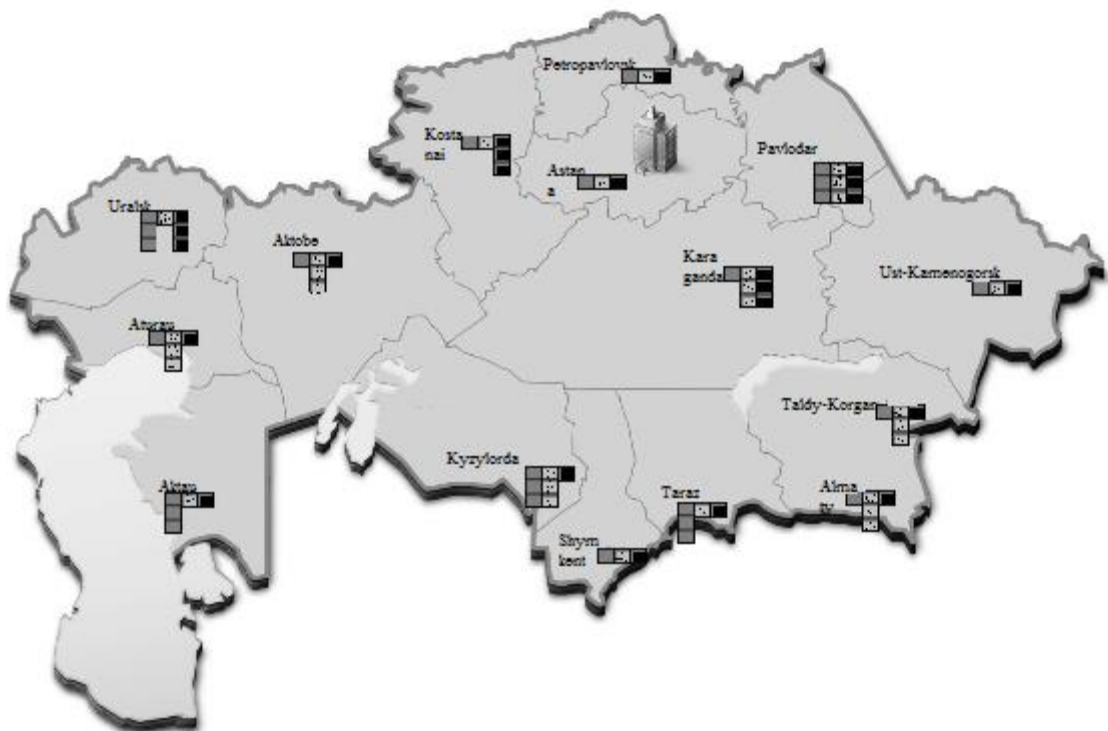 Petropavlovsk
Kosta
nai
Astan
a
Pavlodar
Uralsk
Aktobe
Kara
ganda
Ust-Kamenogorsk
Atyrau
Taldy-Korgan
Kyzylorda
Taraz
Alma
ty
Aktau
Shym
kent